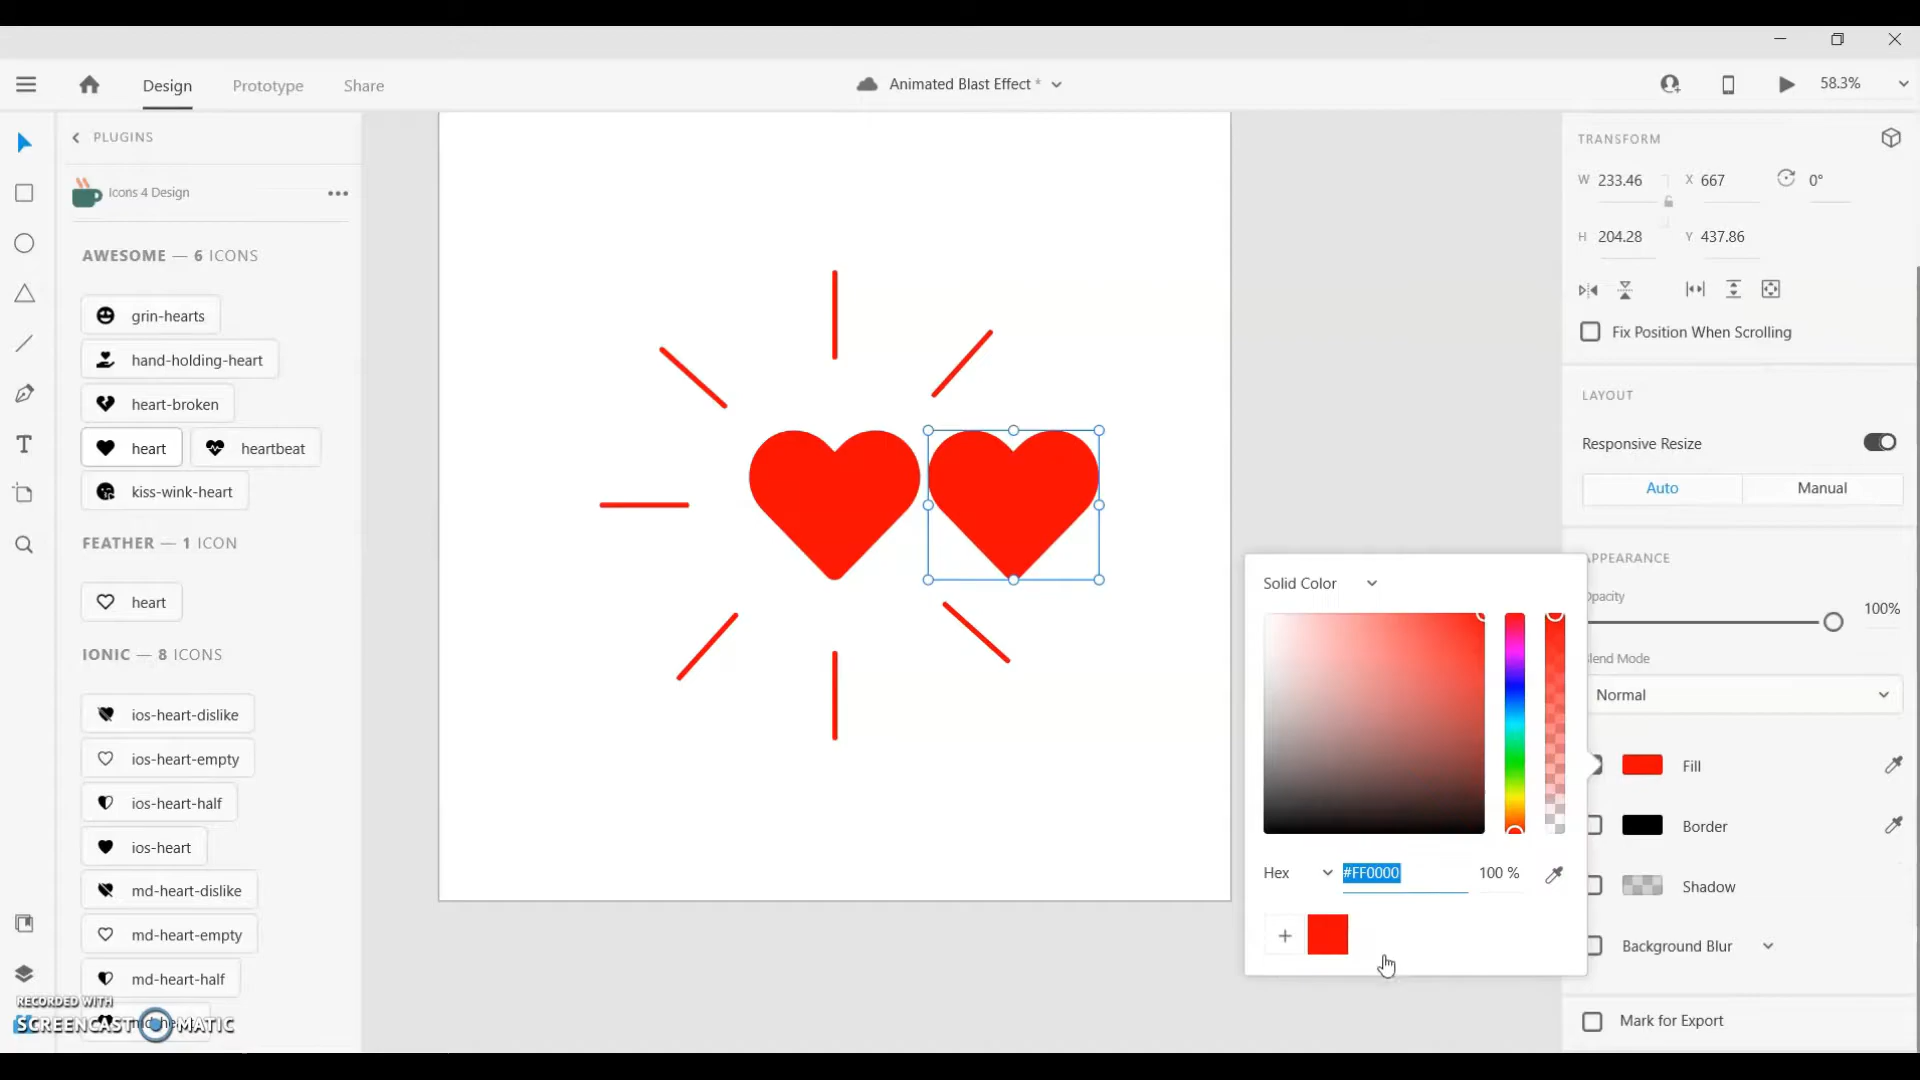 Design
Prototype
Share
Animated Blast Effect *
58.3%
PLUGINS
Icons 4 Design
AWESOME — 6 ICONS
grin-hearts
hand-holding-heart
heart-broken
heart
heartbeat
kiss-wink-heart
FEATHER — 1 ICON
heart
IONIC — 8 ICONS
ios-heart-dislike
ios-heart-empty
ios-heart-half
ios-heart
md-heart-dislike
md-heart-empty
md-heart-half
RECORDED WITH
SCREENCAST MATIC
TRANSFORM
W 233.46
X 667
0°
H 204.28
Y 437.86
Fix Position When Scrolling
LAYOUT
Responsive Resize
Auto
Manual
APPEARANCE
Opacity
100%
Blend Mode
Normal
Fill
Border
Shadow
Background Blur
Mark for Export
Solid Color
Hex
#FF0000
100 %